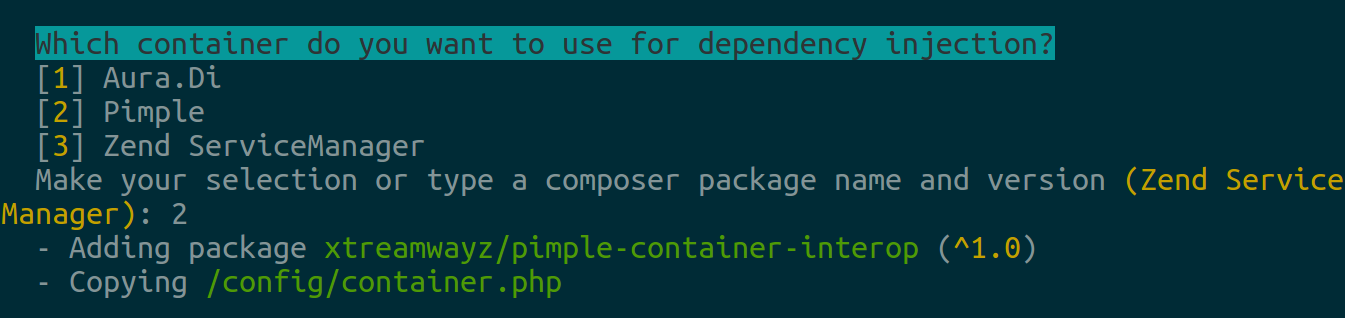 Which container do you want to use for dependency injection?
[1] Aura.Di
[2] Pimple
[3] Zend ServiceManager
Make your selection or type a composer package name and version (Zend Service
Manager): 2
- Adding package xtreamwayz/pimple-container-interop (^1.0)
- Copying /config/container.php